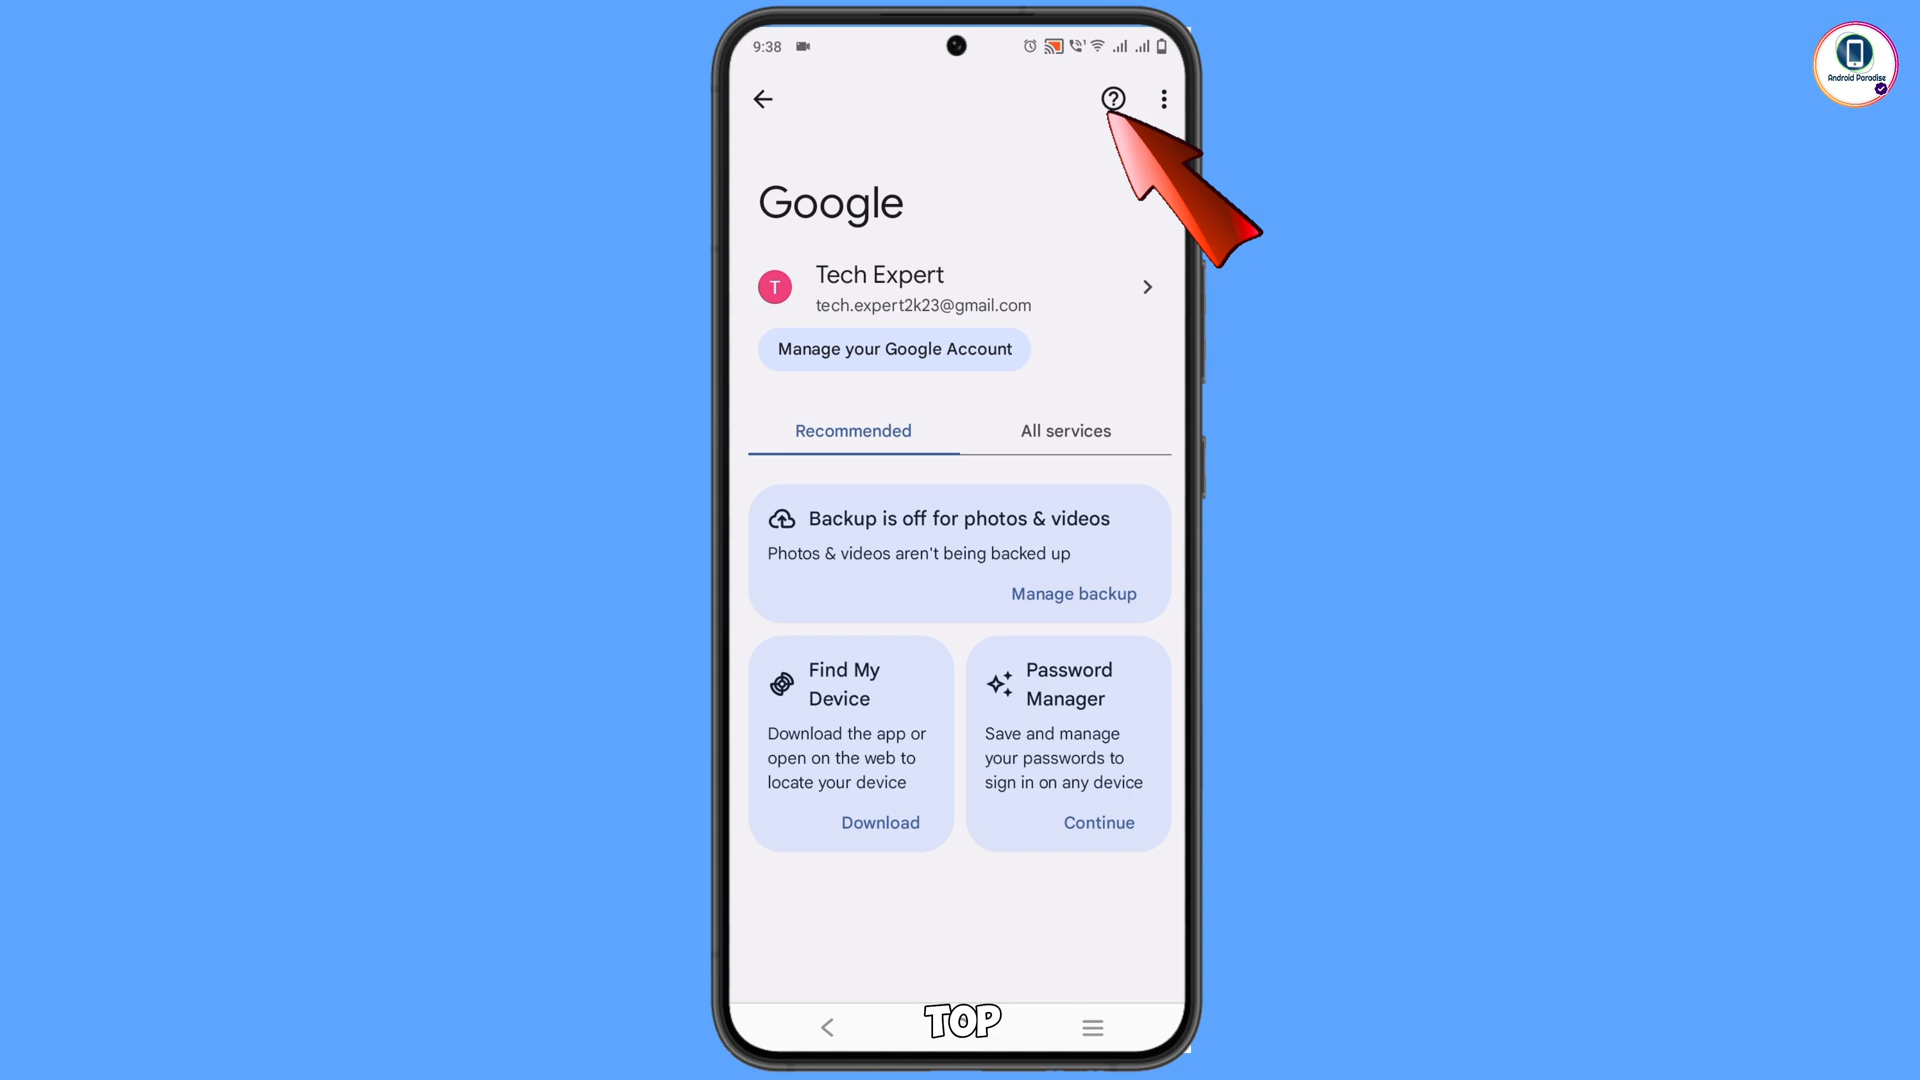 9:38
Android Paradise
Google
T
Tech Expert
tech.expert2k23@gmail.com
Manage your Google Account
Recommended
All services
Backup is off for photos & videos
Photos & videos aren't being backed up
Manage backup
Find My
Device
Download the app or
open on the web to
locate your device
Download
Password
Manager
Save and manage
your passwords to
sign in on any device
Continue
TOP